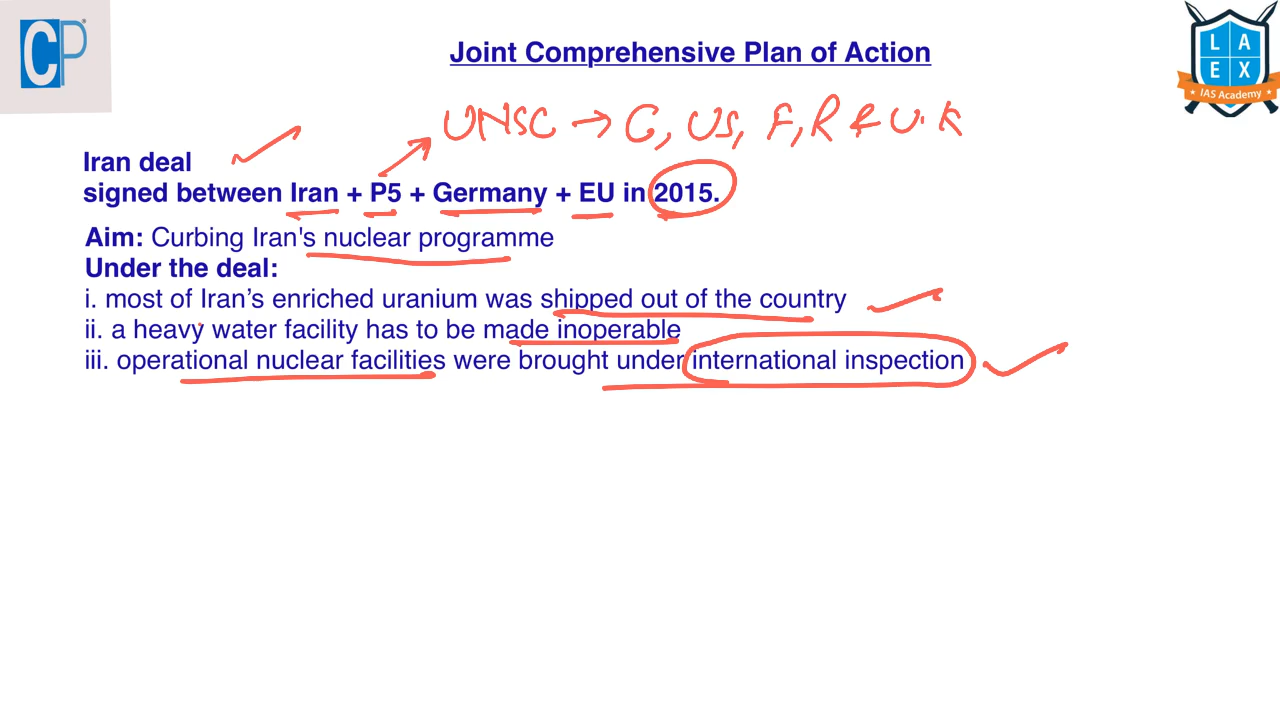 CP
Joint Comprehensive Plan of Action
L A
E X
IAS Academy
UNSC → C, US, F, R & U.K
Iran deal
signed between Iran + P5 + Germany + EU in 2015.
Aim: Curbing Iran's nuclear programme
Under the deal:
i. most of Iran’s enriched uranium was shipped out of the country
ii. a heavy water facility has to be made inoperable
iii. operational nuclear facilities were brought under international inspection